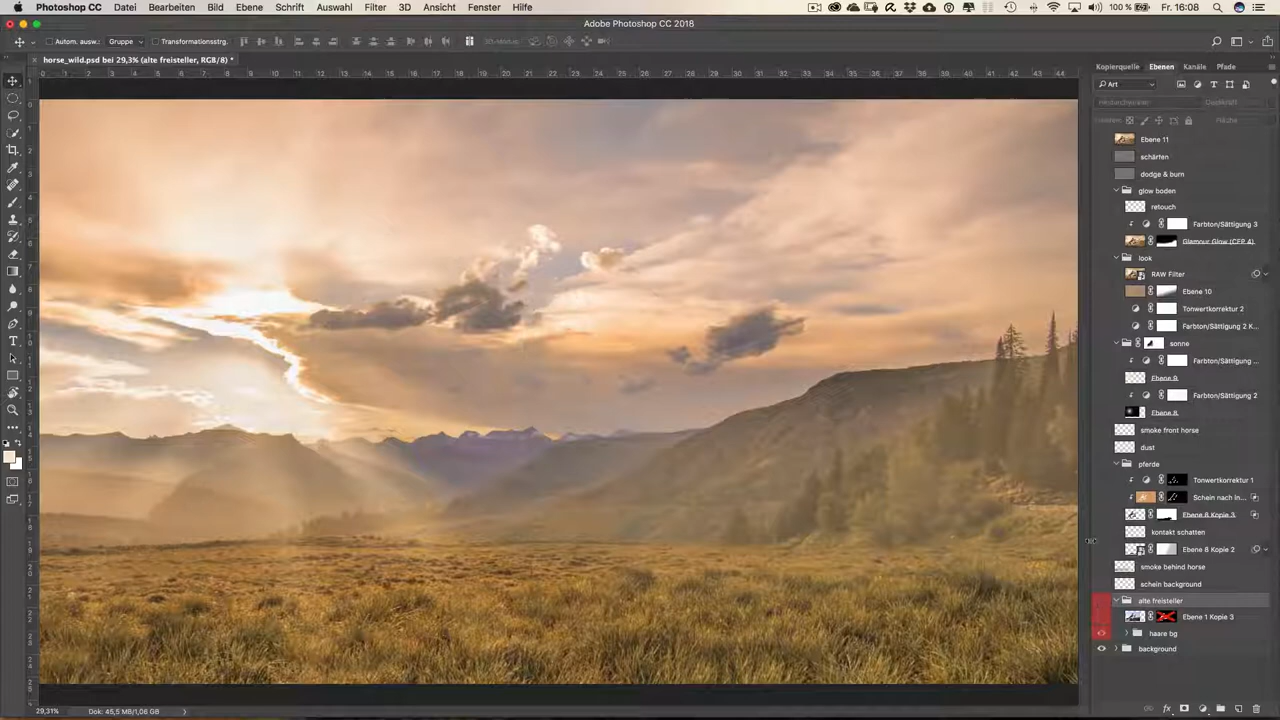 Photoshop CC Datei Bearbeiten Bild Ebene Schrift Auswahl Filter 3D Ansicht Fenster Hilfe 100 % Fr. 16:08
Adobe Photoshop CC 2018
Autom. ausw.: Gruppe Transformationsstrg. 3D-Modus:
× horse_wild.psd bei 29,3% (alte freisteller, RGB/8) *
Kopierquelle Ebenen Kanäle Pfade
Art
Ebene 11
schärfen
dodge & burn
glow boden
retouch
Farbton/Sättigung 3
Glamour Glow (CEP 4)
look
RAW Filter
Ebene 10
Tonwertkorrektur 2
Farbton/Sättigung 2 K...
sonne
Farbton/Sättigung ...
Ebene 9
Farbton/Sättigung 2
Ebene 8
smoke front horse
dust
pferde
Tonwertkorrektur 1
Schein nach in...
Ebene 8 Kopie 3
kontakt schatten
Ebene 8 Kopie 2
smoke behind horse
schein background
alte freisteller
Ebene 1 Kopie 3
haare bg
background
29,31% Dok: 45,5 MB/1,06 GB